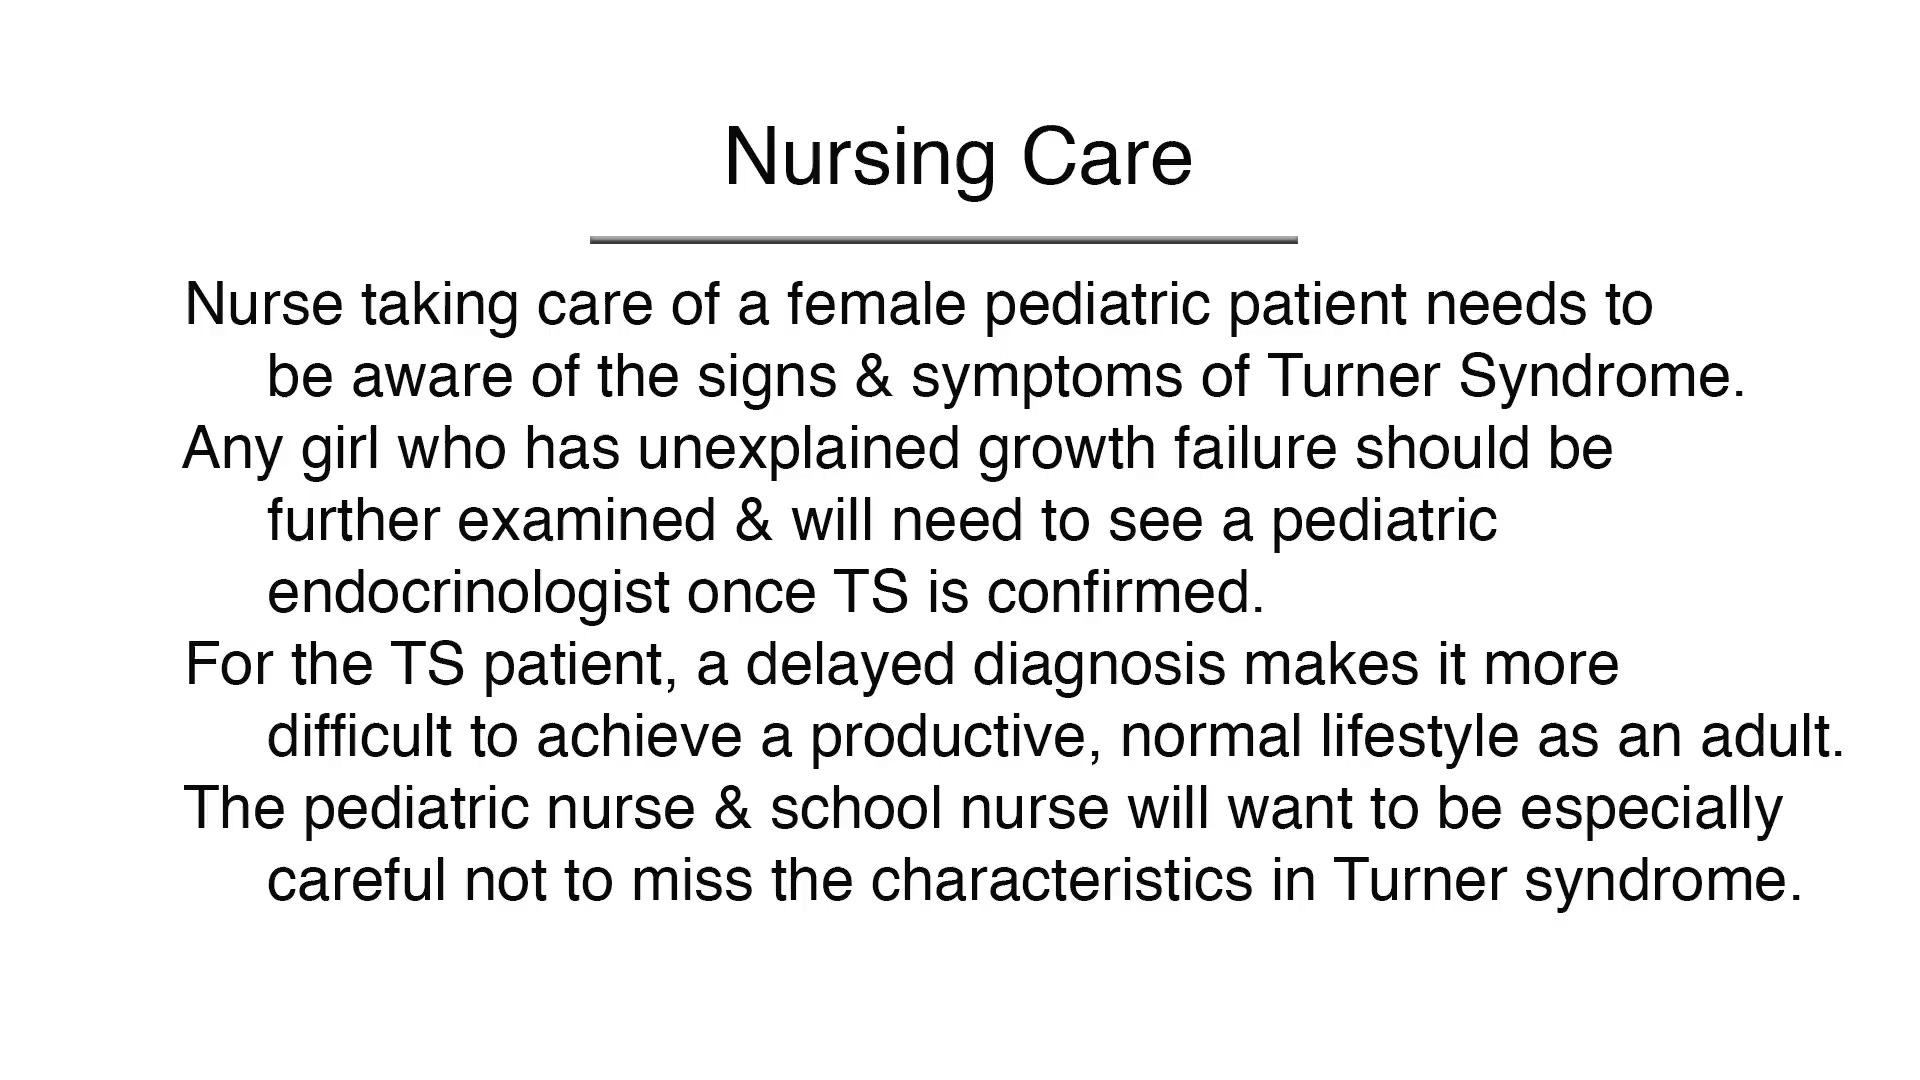 Nursing Care
Nurse taking care of a female pediatric patient needs to
be aware of the signs & symptoms of Turner Syndrome.
Any girl who has unexplained growth failure should be
further examined & will need to see a pediatric
endocrinologist once TS is confirmed.
For the TS patient, a delayed diagnosis makes it more
difficult to achieve a productive, normal lifestyle as an adult.
The pediatric nurse & school nurse will want to be especially
careful not to miss the characteristics in Turner syndrome.